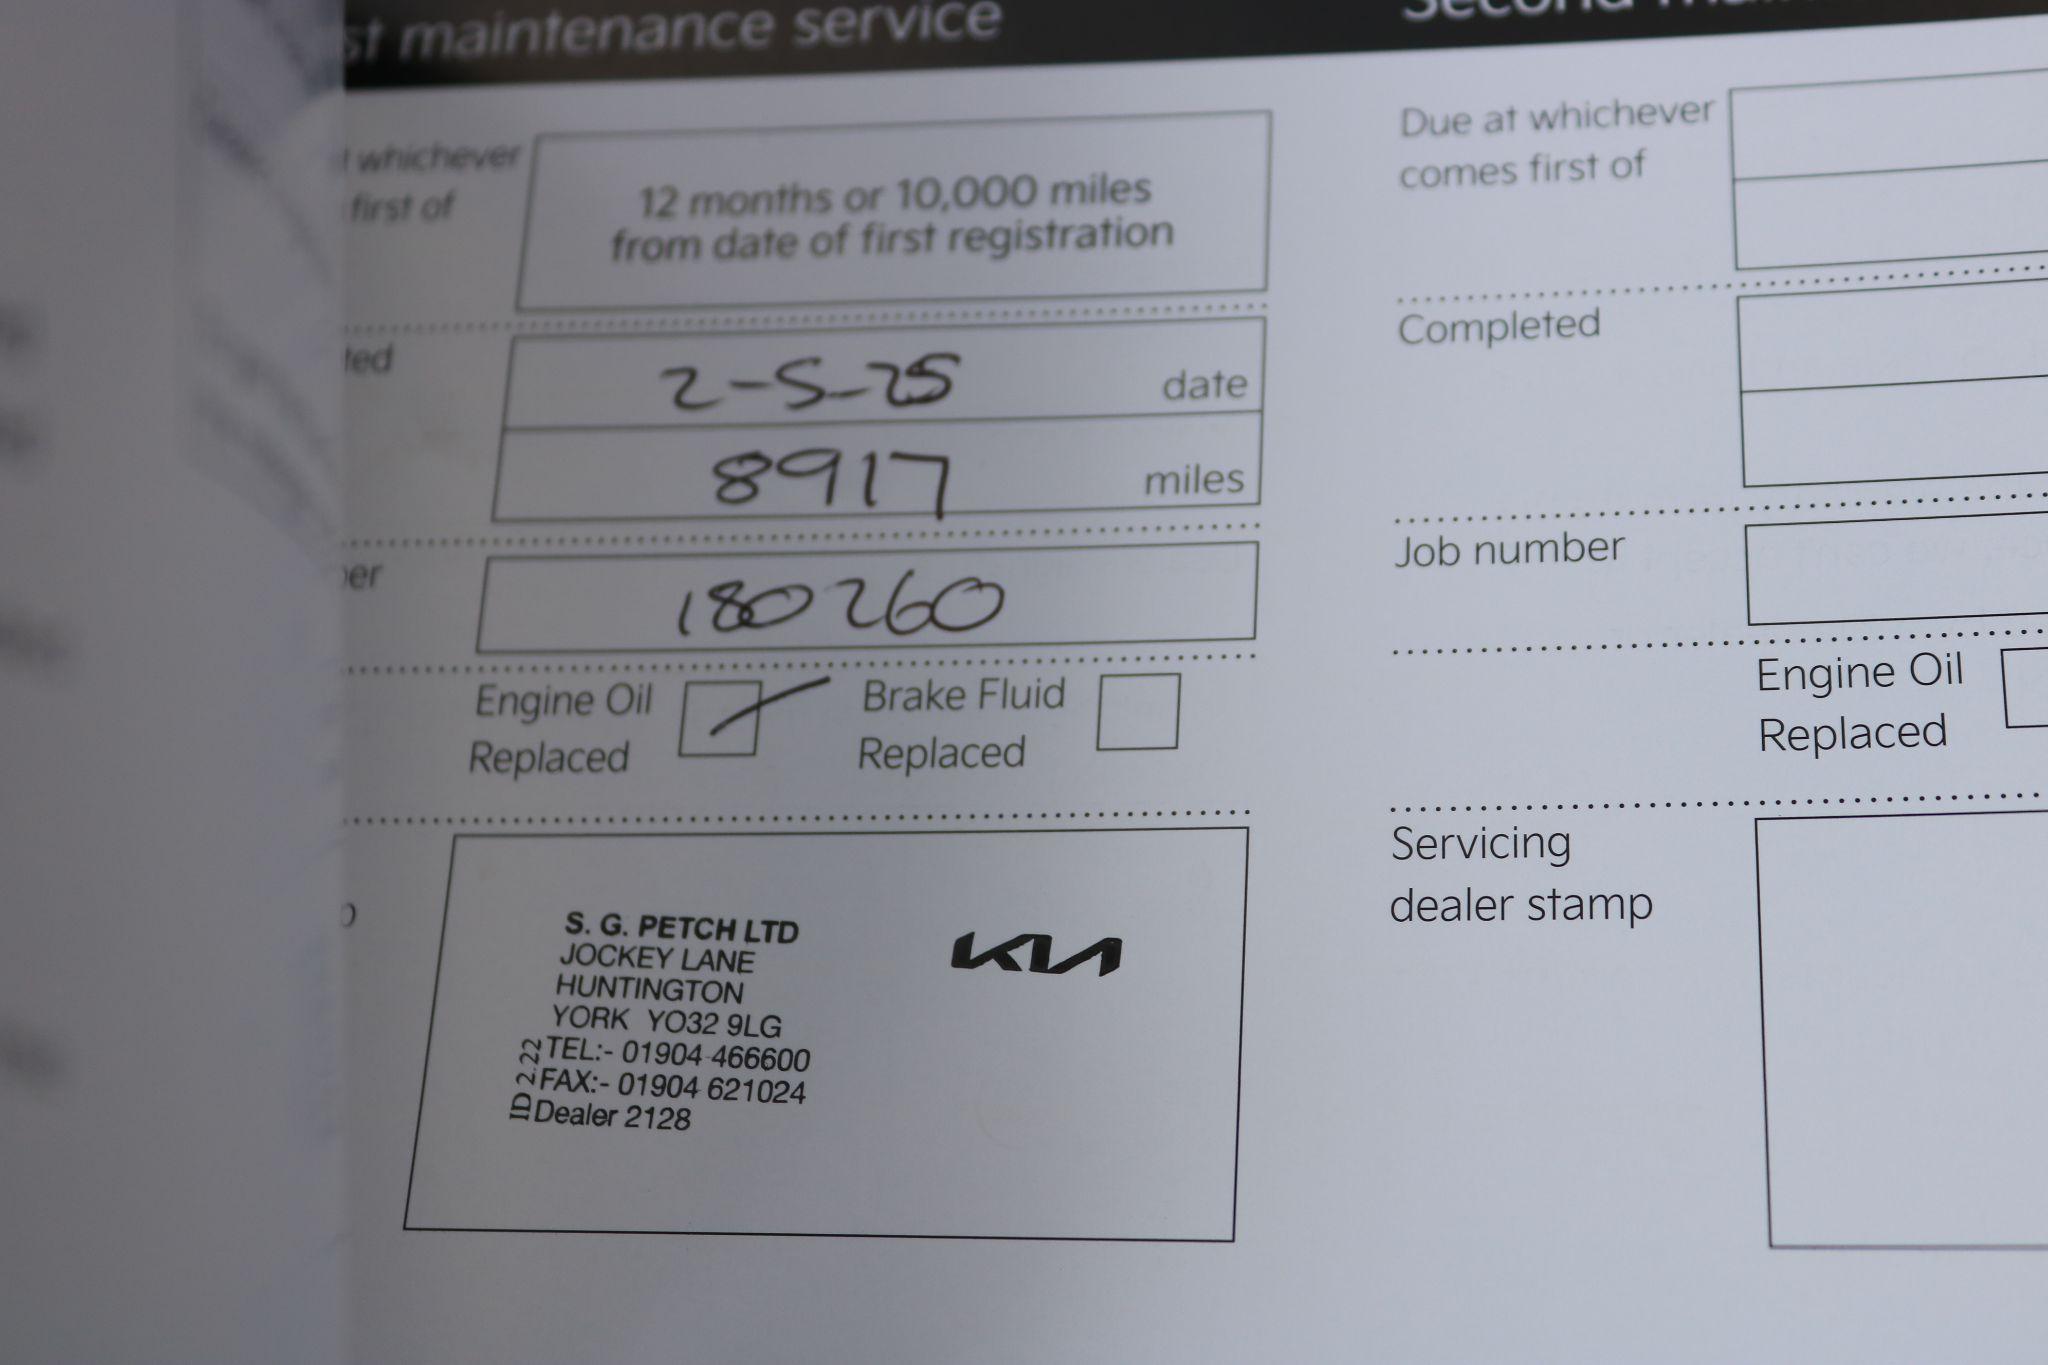 st maintenance service
whichever
first of
12 months or 10,000 miles
from date of first registration
ted
2-5-25 date
8917 miles
er
180260
Engine Oil
Replaced
Brake Fluid
Replaced
S. G. PETCH LTD
JOCKEY LANE
HUNTINGTON
YORK YO32 9LG
TEL:- 01904 466600
FAX:- 01904 621024
Dealer 2128
ID 2.22
KIA
Second
Due at whichever
comes first of
Completed
Job number
Engine Oil
Replaced
Servicing
dealer stamp